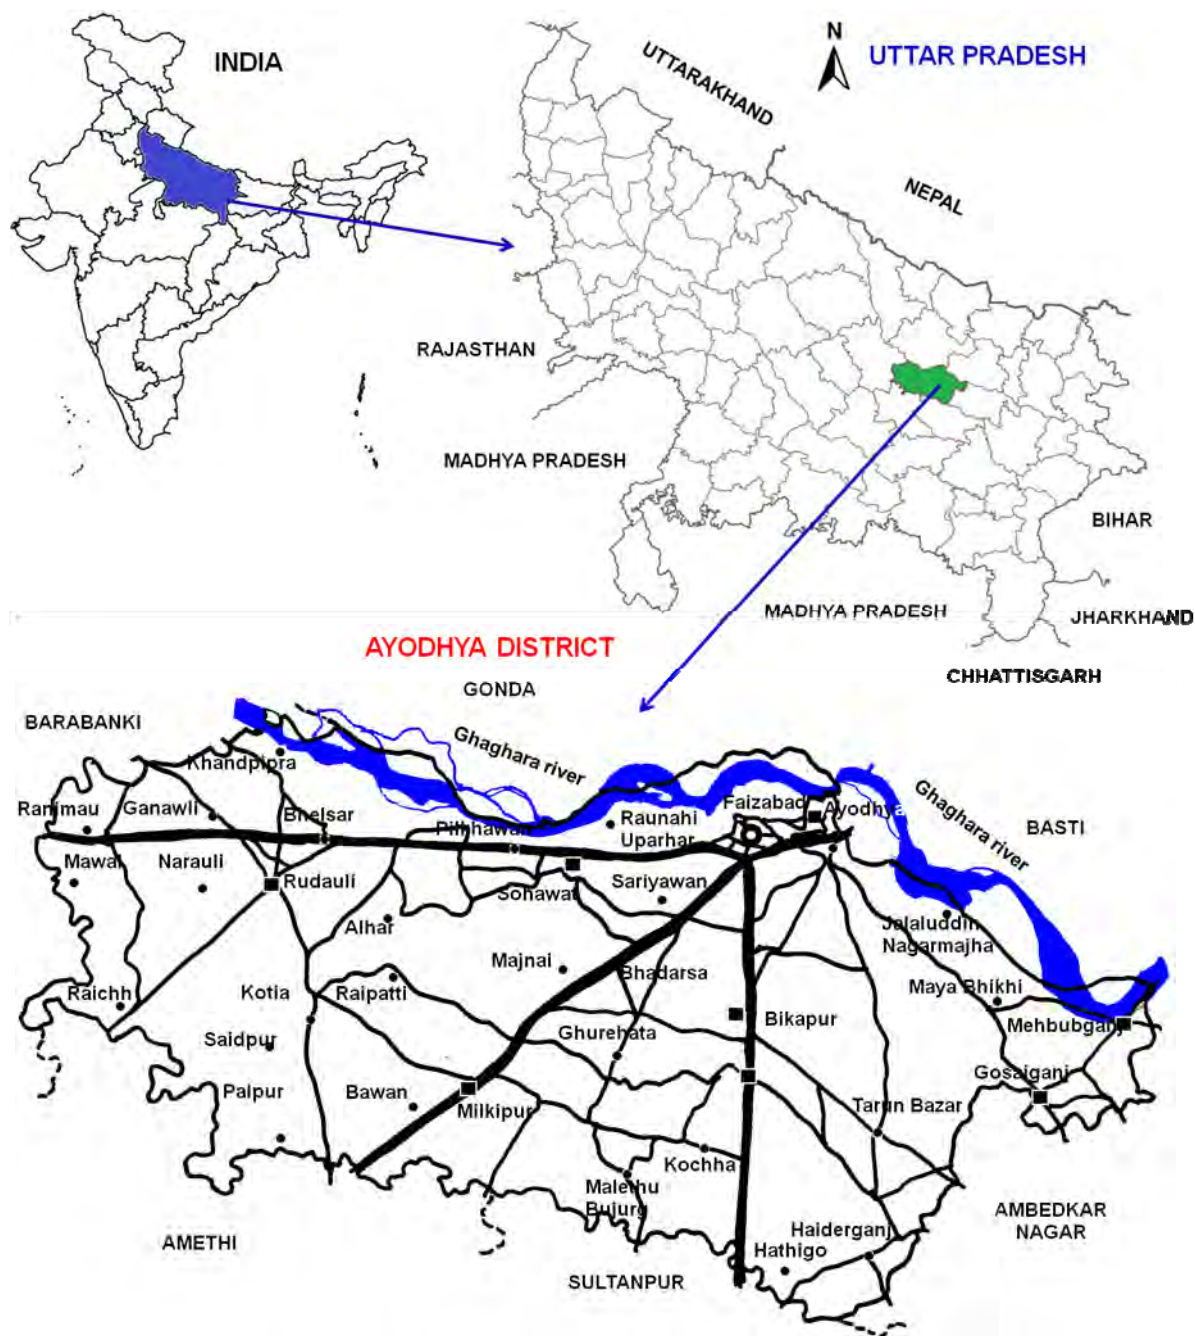 INDIA
N
UTTAR PRADESH
UTTARAKHAND
NEPAL
RAJASTHAN
MADHYA PRADESH
BIHAR
MADHYA PRADESH
JHARKHAND
CHHATTISGARH
AYODHYA DISTRICT
GONDA
BARABANKI
Ghaghara river
Ghaghara river
BASTI
Khandpipra
Ranimau
Ganawli
Bhelsar
Pilhhawan
Raunahi
Uparhar
Faizabad
Ayodhya
Mawai
Narauli
Rudauli
Sohawat
Sariyawan
Alhar
Jalaluddin
Nagarmajha
Majnai
Bhadarsa
Raichh
Kotia
Raipatti
Maya Bhikhi
Bikapur
Mehbubganj
Saidpur
Ghurehata
Gosaiganj
Palpur
Bawan
Milkipur
Tarun Bazar
Kochha
Malethu
Bujurg
AMBEDKAR
NAGAR
Haiderganj
Hathigo
AMETHI
SULTANPUR